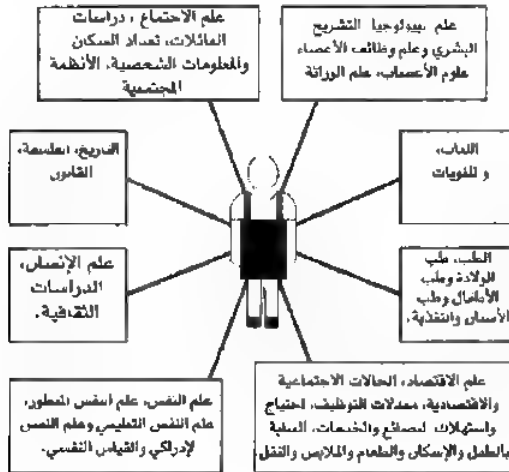 علم الاجتماع، دراسات
العائلات، تعداد السكان
والمعلومات الشخصية، الأنظمة
المجتمعية
علم بيولوجيا التشريح
البشري وعلم وظائف الأعضاء
علوم الأعصاب، علم الوراثة
التاريخ، الفلسفة،
القانون
اللغات،
و اللغويات
علم الإنسان،
الدراسات
الثقافية.
الطب، طب
الولادة وطب
الأطفال وطب
الأسنان والتغذية.
علم النفس، علم النفس المتطور،
علم النفس التعليمي وعلم النفس
الإدراكي والقياس النفسي.
علم الاقتصاد، الحالات الاجتماعية
والاقتصادية، معدلات التوظيف، احتياج
واستهلاك البضائع والخدمات،
بالطفل والإسكان والطعام والملابس والنقل